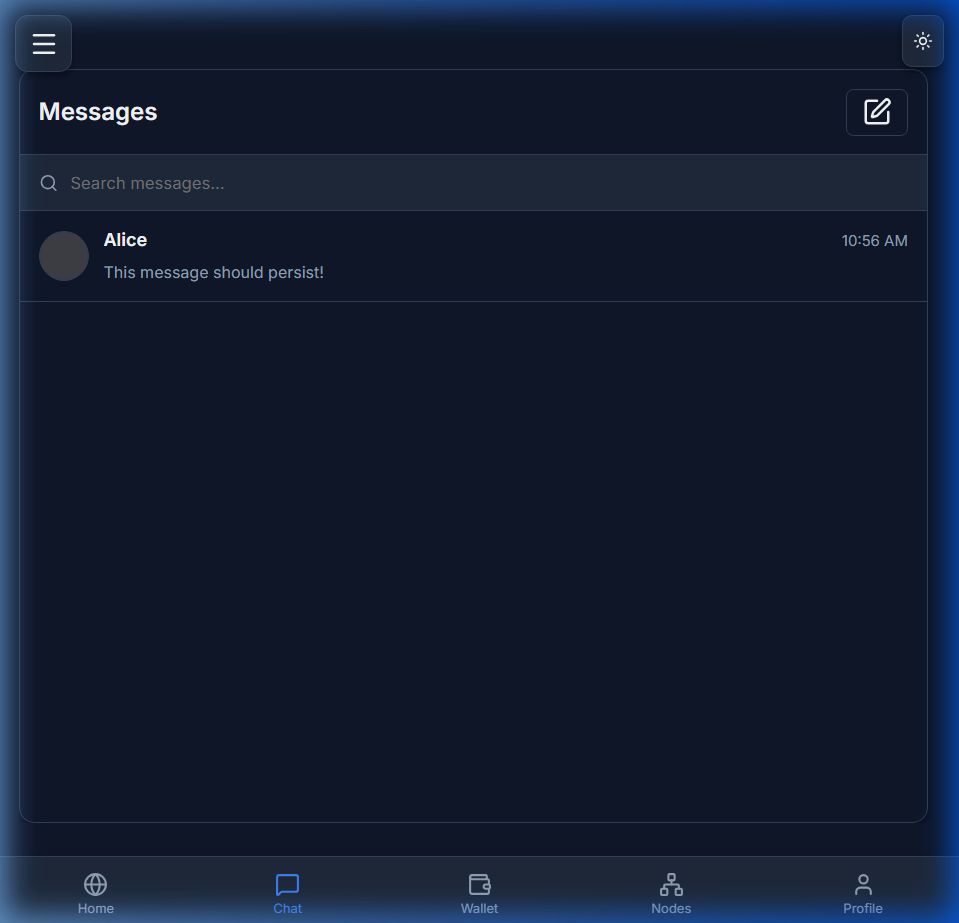 Messages
Search messages...
Alice
10:56 AM
This message should persist!
Home
Chat
Wallet
Nodes
Profile